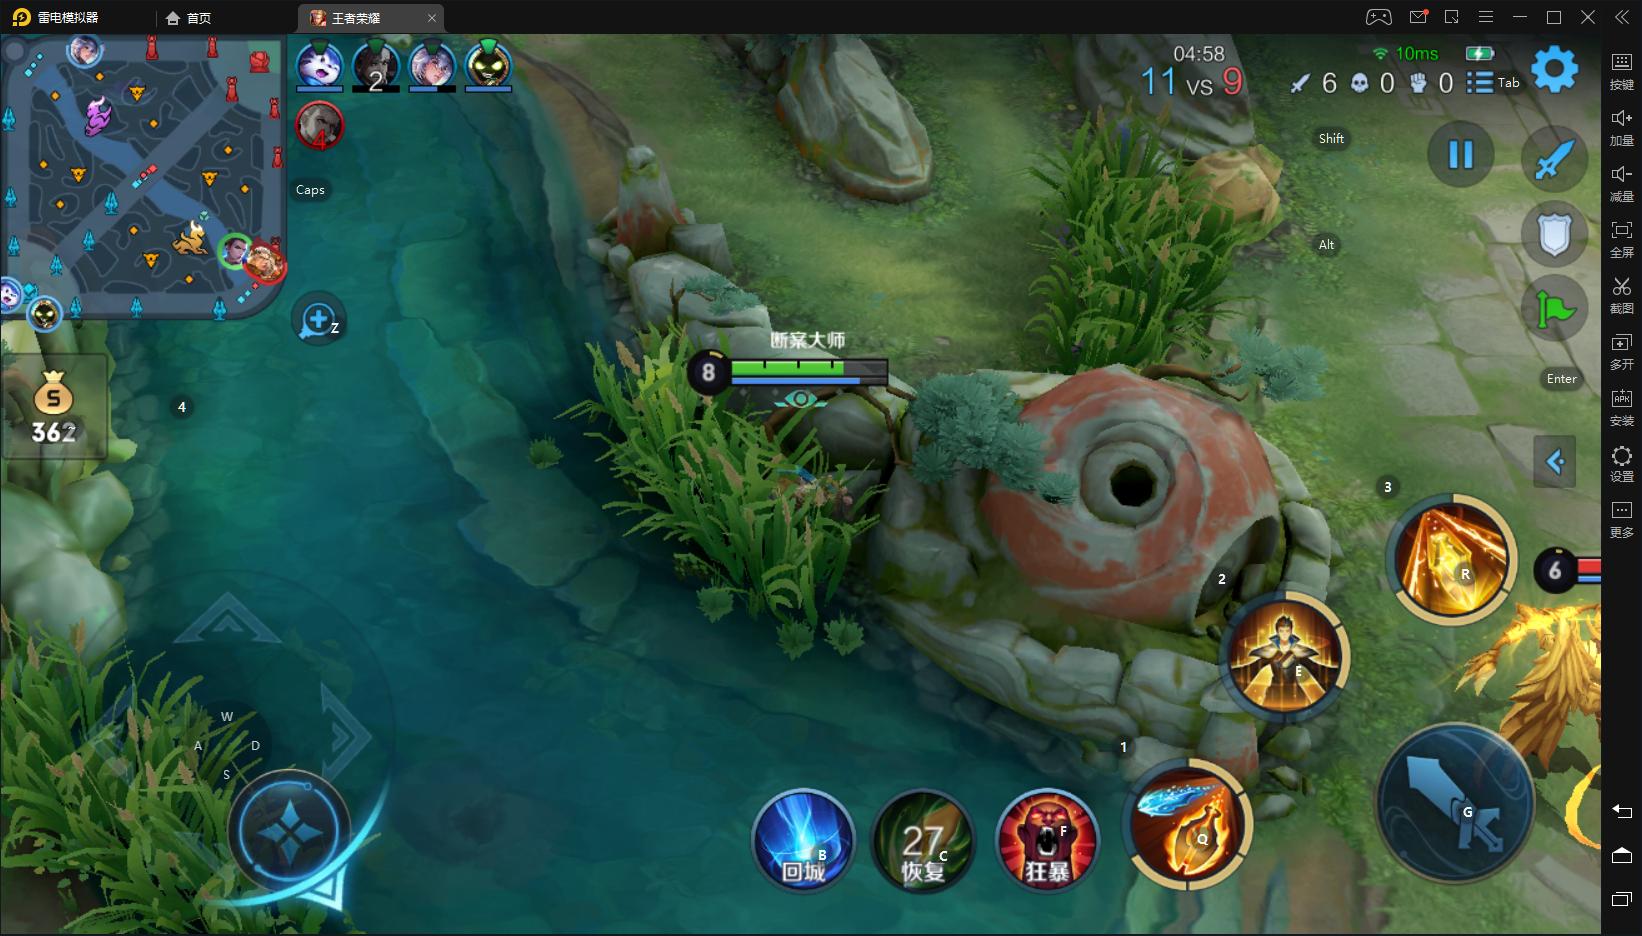 雷电模拟器
首页
王者荣耀
04:58
11 vs 9
10ms
6
0
0
Tab
2
4
Caps
Shift
Alt
Enter
Z
362
4
断案大师
8
3
2
1
6
R
E
Q
G
W
A
D
S
B
回城
27
C
恢复
F
狂暴
按键
加量
减量
全屏
截图
多开
APK
安装
设置
更多